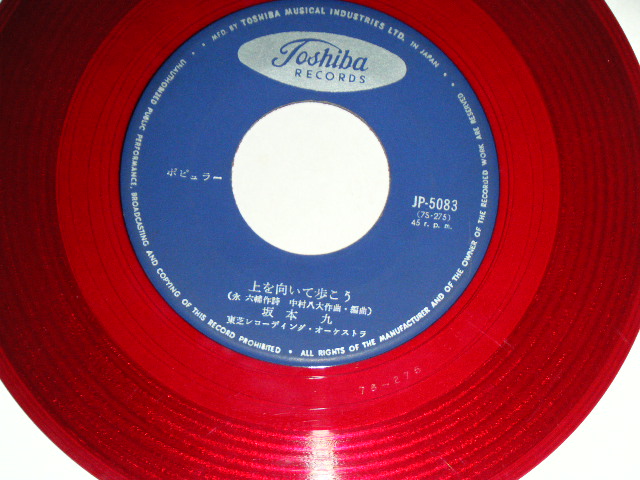 MFD BY TOSHIBA MUSICAL INDUSTRIES LTD. IN JAPAN
Toshiba
RECORDS
ポピュラー
JP-5083
(75-275)
45 r. p. m.
上を向いて歩こう
(永 六輔作詩 中村八大作曲・編曲)
坂本 九
東芝レコーディング・オーケストラ
ALL RIGHTS OF THE MANUFACTURER AND OF THE OWNER OF THE RECORDED WORK ARE RESERVED
UNAUTHORIZED PUBLIC PERFORMANCE, BROADCASTING AND COPYING OF THIS RECORD PROHIBITED
75-276